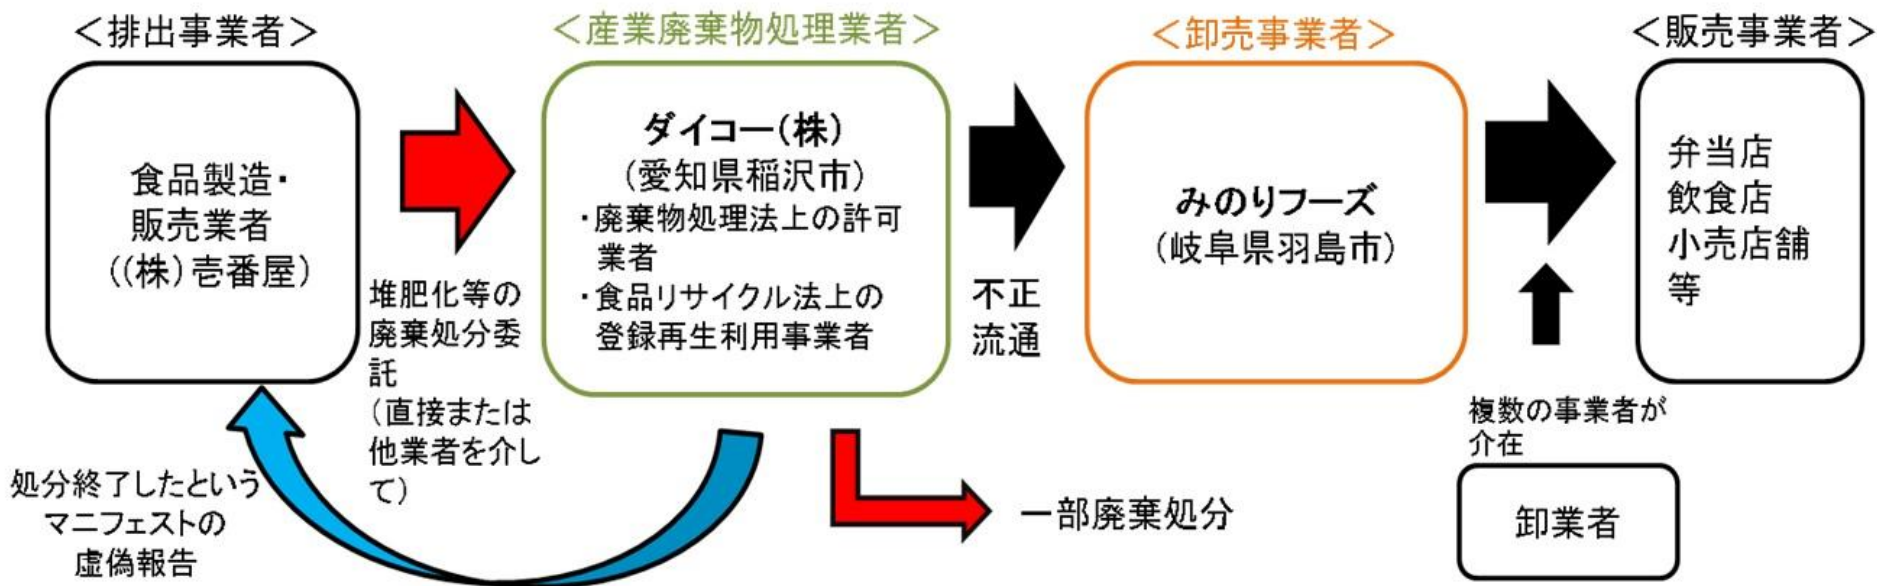 ＜排出事業者＞
食品製造・
販売業者
((株)壱番屋)
堆肥化等の
廃棄処分委
託
(直接または
他業者を介し
て)
＜産業廃棄物処理業者＞
ダイコー(株)
(愛知県稲沢市)
・廃棄物処理法上の許可
業者
・食品リサイクル法上の
登録再生利用事業者
不正
流通
＜卸売事業者＞
みのりフーズ
(岐阜県羽島市)
＜販売事業者＞
弁当店
飲食店
小売店舗
等
複数の事業者が
介在
卸業者
処分終了したという
マニフェストの
虚偽報告
一部廃棄処分